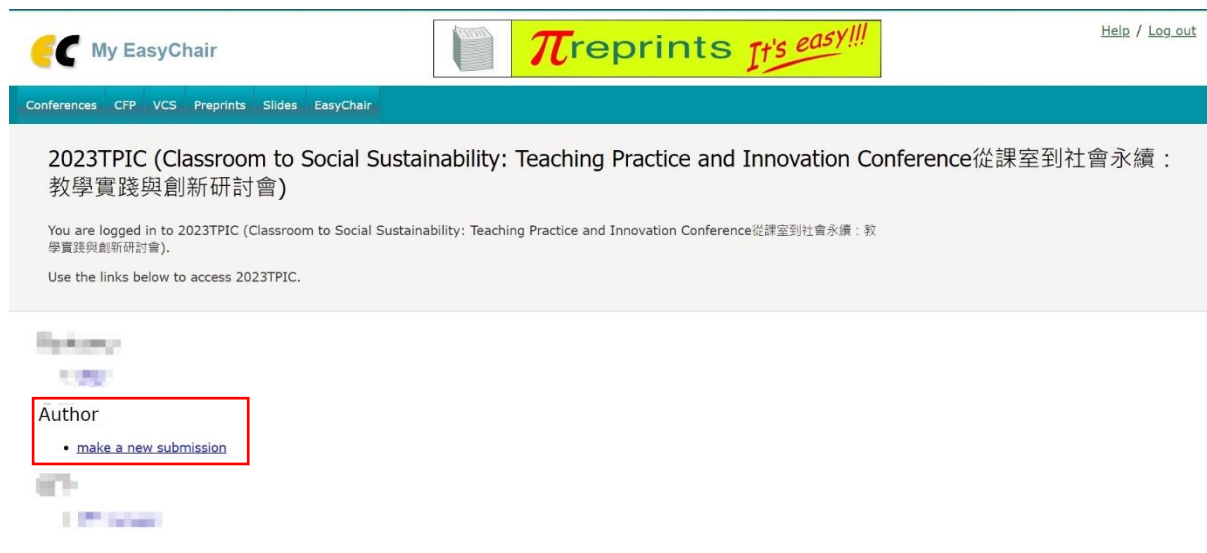 EC My EasyChair
πreprints It's easy!!!
Help / Log out
Conferences CFP VCS Preprints Slides EasyChair
2023TPIC (Classroom to Social Sustainability: Teaching Practice and Innovation Conference從課室到社會永續：
教學實踐與創新研討會)
You are logged in to 2023TPIC (Classroom to Social Sustainability: Teaching Practice and Innovation Conference從課室到社會永續：教
學實踐與創新研討會).
Use the links below to access 2023TPIC.
Author
• make a new submission